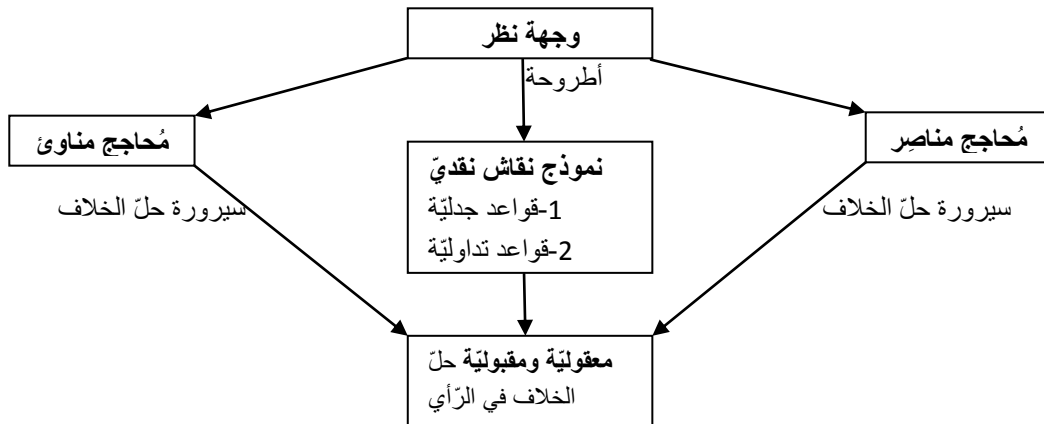 وجهة نظر
أطروحة
مُحاجج مناصِر
مُحاجج مناوئ
نموذج نقاش نقديّ
1-قواعد جدليّة
2-قواعد تداوليّة
سيرورة حلّ الخلاف
سيرورة حلّ الخلاف
معقوليّة ومقبوليّة حلّ
الخلاف في الرّأي